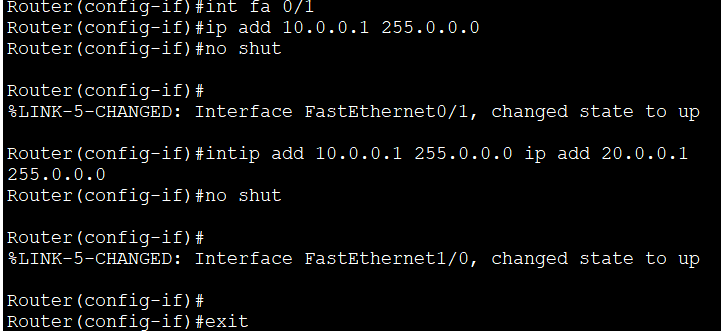 Router(config-if)#int fa 0/1
Router(config-if)#ip add 10.0.0.1 255.0.0.0
Router(config-if)#no shut
Router(config-if)#
%LINK-5-CHANGED: Interface FastEthernet0/1, changed state to up
Router(config-if)#intip add 10.0.0.1 255.0.0.0 ip add 20.0.0.1
255.0.0.0
Router(config-if)#no shut
Router(config-if)#
%LINK-5-CHANGED: Interface FastEthernet1/0, changed state to up
Router(config-if)#
Router(config-if)#exit